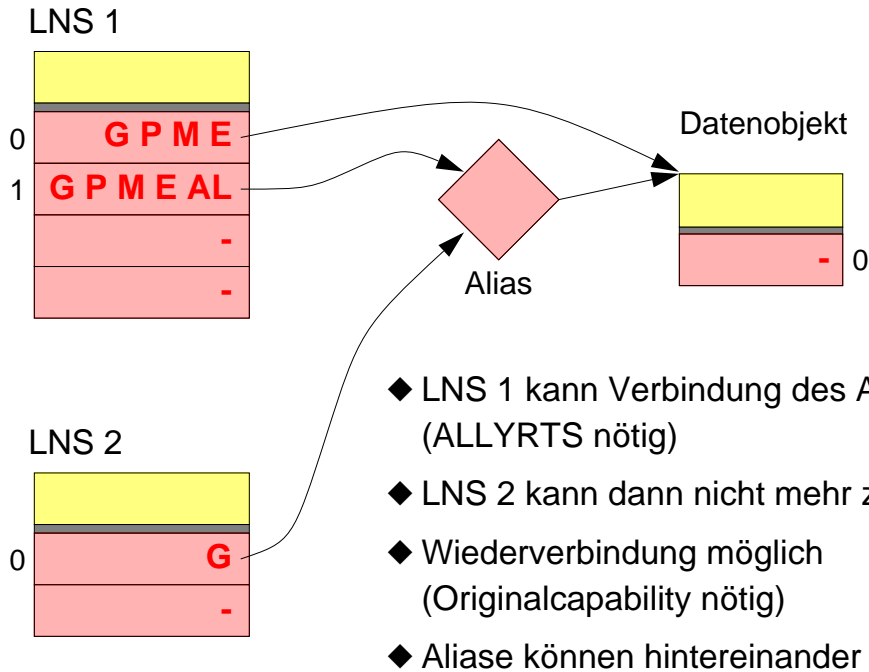 LNS 1
0 G P M E
1 G P M E AL
-
-
Datenobjekt
- 0
Alias
LNS 2
0 G
-
◆ LNS 1 kann Verbindung des A
(ALLYRTS nötig)
◆ LNS 2 kann dann nicht mehr z
◆ Wiederverbindung möglich
(Originalcapability nötig)
◆ Aliase können hintereinander